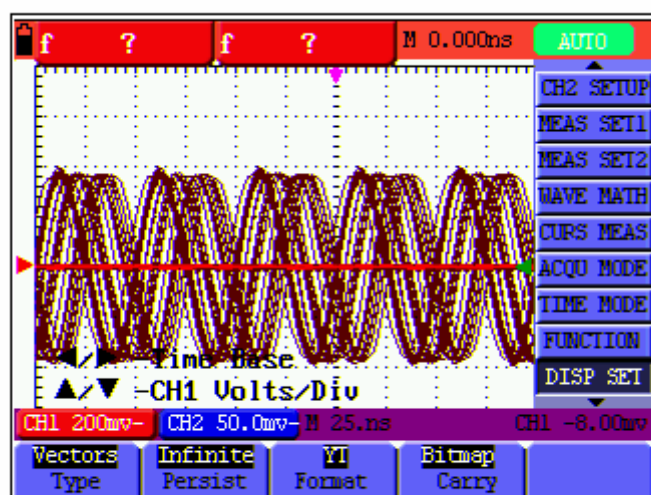 f ? f ? M 0.000ns AUTO
CH2 SETUP
MEAS SET1
MEAS SET2
WAVE MATH
CURS MEAS
ACQU MODE
TIME MODE
FUNCTION
DISP SET
◀/▶ -Time Base
▲/▼ -CH1 Volts/Div
CH1 200mv- CH2 50.0mv- M 25.ns CH1 -8.00mv
Vectors Infinite YT Bitmap
Type Persist Format Carry